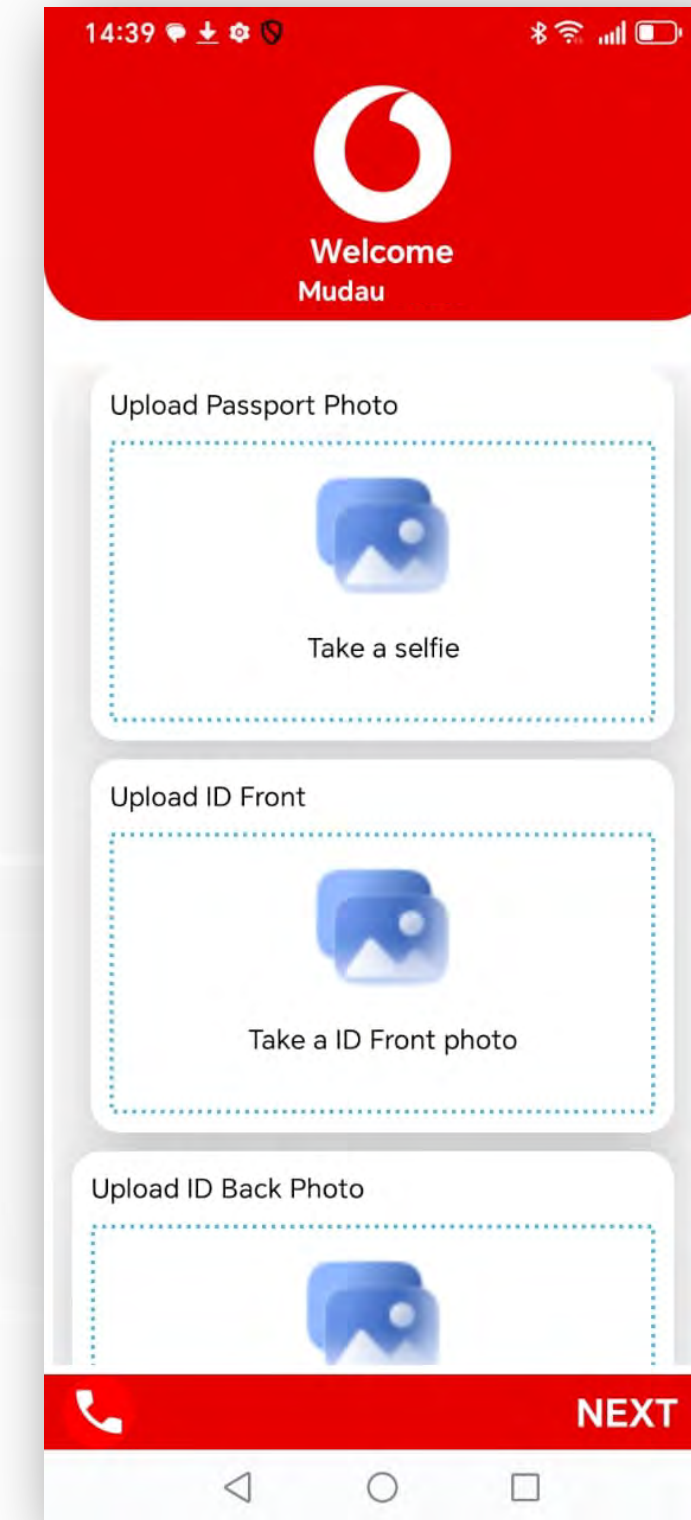 14:39
Welcome
Mudau
Upload Passport Photo
Take a selfie
Upload ID Front
Take a ID Front photo
Upload ID Back Photo
NEXT